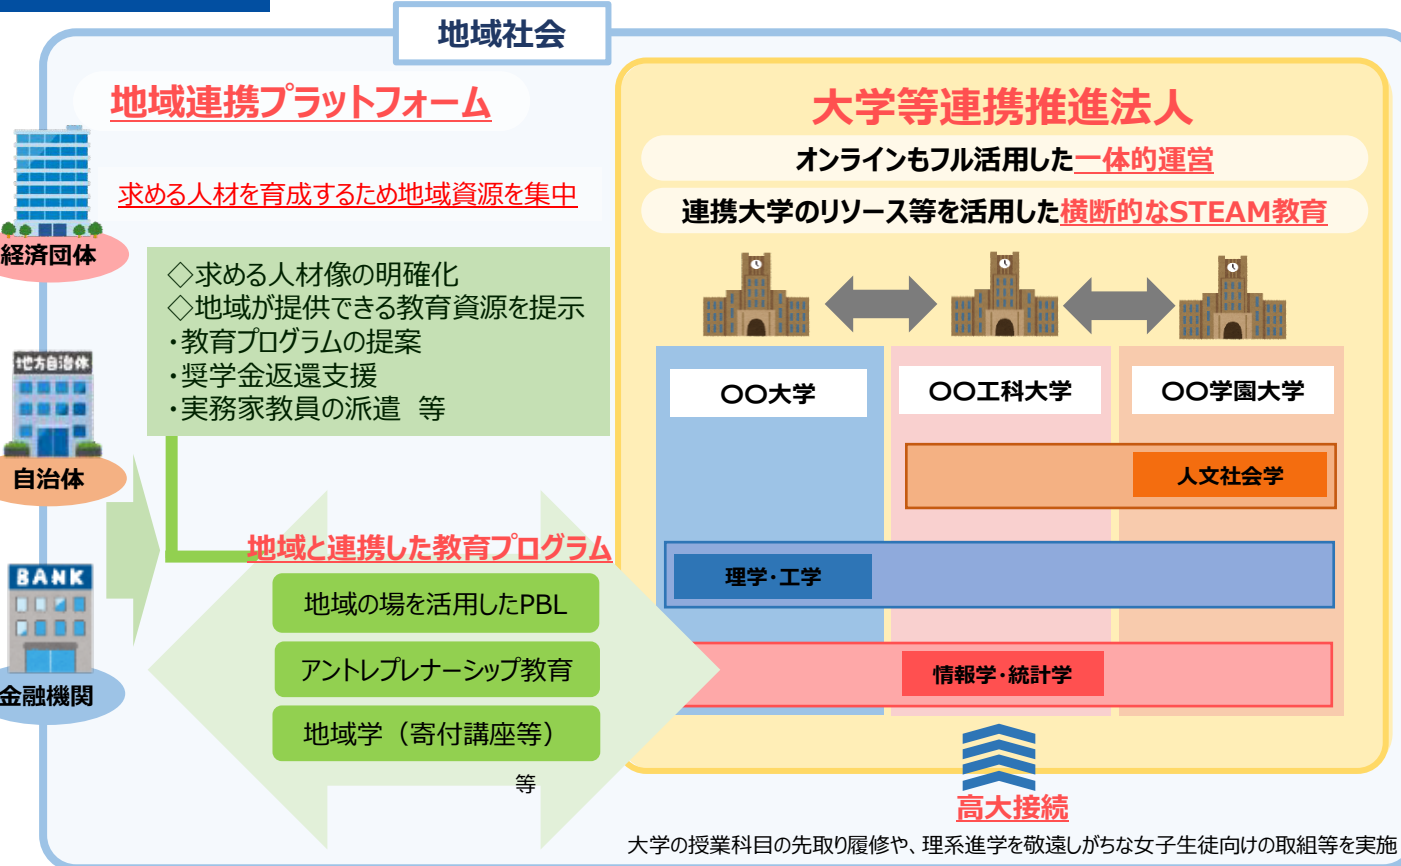 地域社会
地域連携プラットフォーム
求める人材を育成するため地域資源を集中
経済団体
◇求める人材像の明確化
◇地域が提供できる教育資源を提示
・教育プログラムの提案
・奨学金返還支援
・実務家教員の派遣　等
地方自治体
自治体
BANK
金融機関
地域と連携した教育プログラム
地域の場を活用したPBL
アントレプレナーシップ教育
地域学（寄付講座等）
等
大学等連携推進法人
オンラインもフル活用した一体的運営
連携大学のリソース等を活用した横断的なSTEAM教育
〇〇大学
〇〇工科大学
〇〇学園大学
人文社会学
理学・工学
情報学・統計学
高大接続
大学の授業科目の先取り履修や、理系進学を敬遠しがちな女子生徒向けの取組等を実施